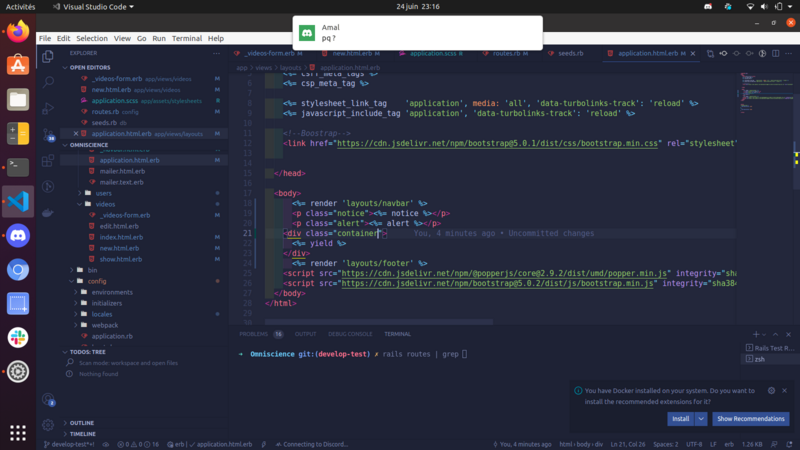 Activités
Visual Studio Code
24 juin 23:16
Amal
pq ?
File Edit Selection View Go Run Terminal Help
EXPLORER
_videos-form.html.erb M
new.html.erb M
application.scss M
routes.rb M
seeds.rb
application.html.erb M
app › views › layouts › application.html.erb
OPEN EDITORS
_videos-form.erb app/views/videos M
new.html.erb app/views/videos M
application.scss app/assets/stylesheets M
routes.rb config M
seeds.rb db
application.html.erb app/views/layouts M
OMNISCIENCE
application.html.erb M
mailer.html.erb
mailer.text.erb
users
videos
_videos-form.erb M
edit.html.erb
index.html.erb M
new.html.erb M
show.html.erb M
bin
config
environments
initializers
locales
webpack
application.rb
TODOS: TREE
Scan mode: workspace and open files
Nothing found
OUTLINE
TIMELINE
<%= csrf_meta_tags %>
6 <%= csp_meta_tag %>
7
8 <%= stylesheet_link_tag 'application', media: 'all', 'data-turbolinks-track': 'reload' %>
9 <%= javascript_include_tag 'application', 'data-turbolinks-track': 'reload' %>
10
11 <!--Boostrap-->
12 <link href="https://cdn.jsdelivr.net/npm/bootstrap@5.0.1/dist/css/bootstrap.min.css" rel="stylesheet"
13
14
15 </head>
16
17 <body>
18 <%= render 'layouts/navbar' %>
19 <p class="notice"><%= notice %></p>
20 <p class="alert"><%= alert %></p>
21 <div class="container"> You, 4 minutes ago • Uncommitted changes
22 <%= yield %>
23 </div>
24 <%= render 'layouts/footer' %>
25 <script src="https://cdn.jsdelivr.net/npm/@popperjs/core@2.9.2/dist/umd/popper.min.js" integrity="sha
26 <script src="https://cdn.jsdelivr.net/npm/bootstrap@5.0.2/dist/js/bootstrap.min.js" integrity="sha384
27 </body>
28 </html>
29
30
PROBLEMS 16 OUTPUT DEBUG CONSOLE TERMINAL
➜ Omniscience git:(develop-test) ✗ rails routes | grep
Rails Test R...
zsh
You have Docker installed on your system. Do you want to
install the recommended extensions for it?
Install
Show Recommendations
develop-test*+!
0 0 16
erb | ✓ application.html.erb
Connecting to Discord...
You, 4 minutes ago
html › body › div
Ln 21, Col 26
Spaces: 2
UTF-8
LF
erb
1.26 KB